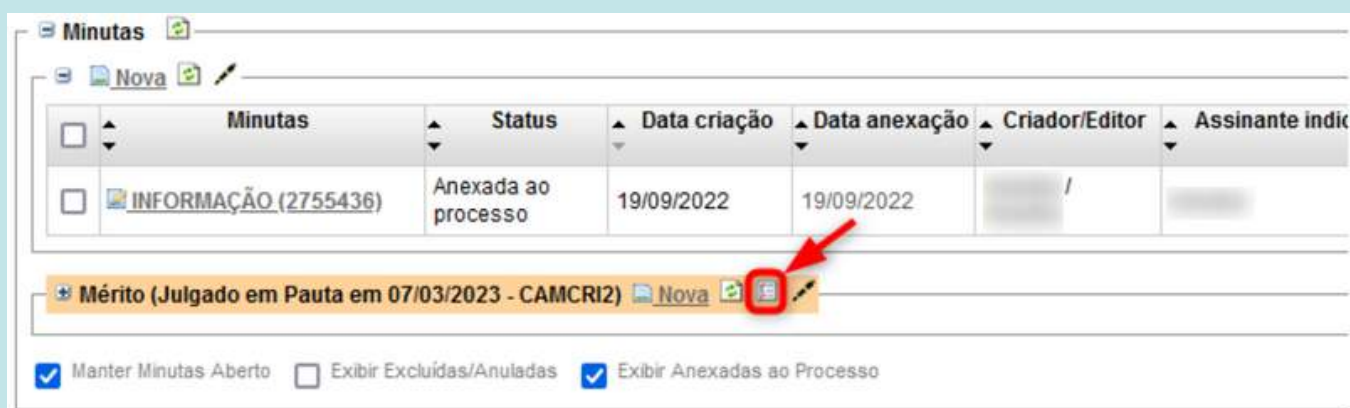 Minutas
Nova
Minutas Status Data criação Data anexação Criador/Editor Assinante indic
INFORMAÇÃO (2755436) Anexada ao processo 19/09/2022 19/09/2022 /
Mérito (Julgado em Pauta em 07/03/2023 - CAMCRI2) Nova
Manter Minutas Aberto Exibir Excluídas/Anuladas Exibir Anexadas ao Processo